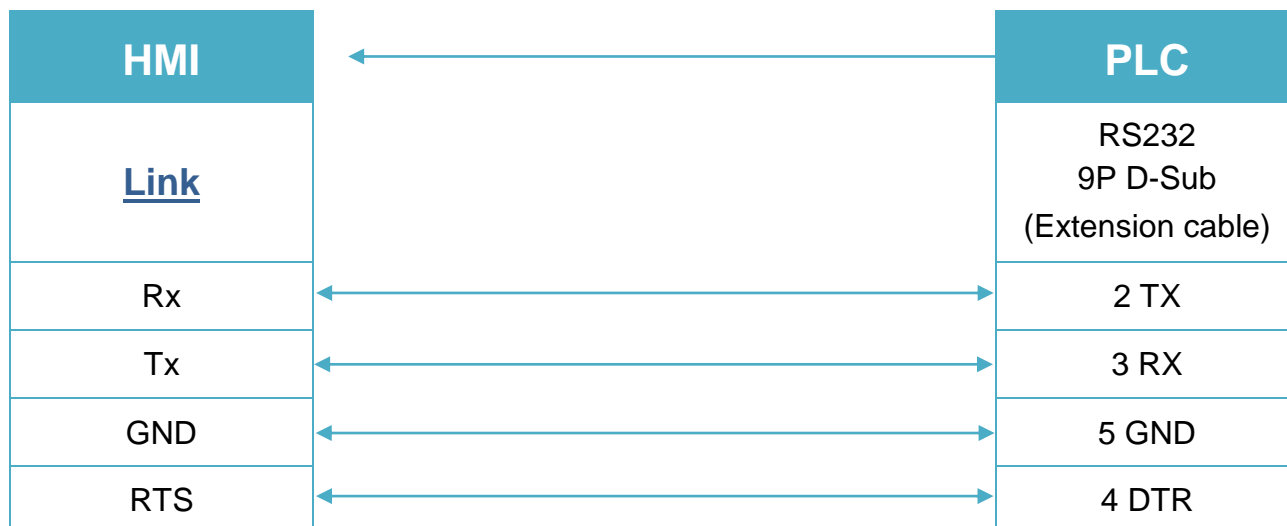 HMI
PLC
Link
RS232
9P D-Sub
(Extension cable)
Rx
2 TX
Tx
3 RX
GND
5 GND
RTS
4 DTR